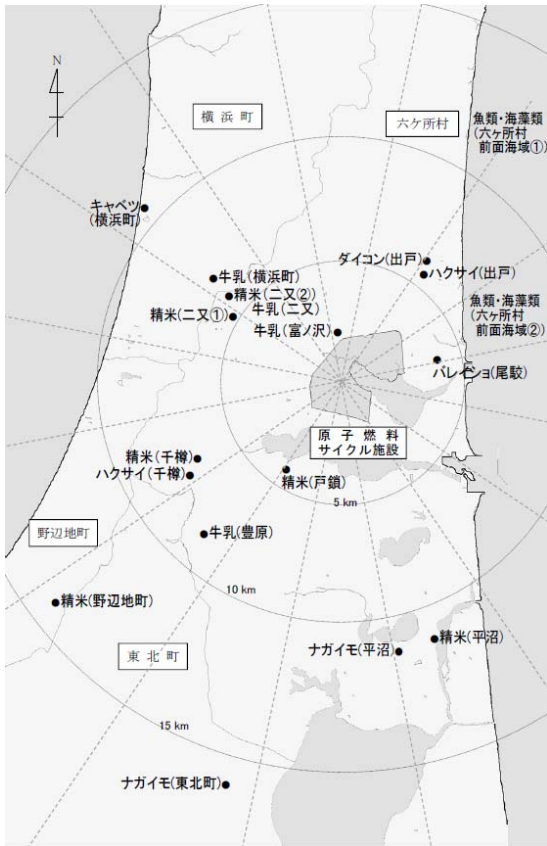 N
横浜町
六ケ所村
魚類・海藻類
(六ヶ所村
前面海域①)
キャベツ
(横浜町)
ダイコン(出戸)
ハクサイ(出戸)
牛乳(横浜町)
精米(二又②)
牛乳(二又)
精米(二又①)
魚類・海藻類
(六ヶ所村
前面海域②)
牛乳(富ノ沢)
バレイショ(尾駮)
原子燃料
サイクル施設
精米(千樽)
ハクサイ(千樽)
精米(戸鎖)
5 km
野辺地町
牛乳(豊原)
10 km
精米(野辺地町)
精米(平沼)
ナガイモ(平沼)
東北町
15 km
ナガイモ(東北町)